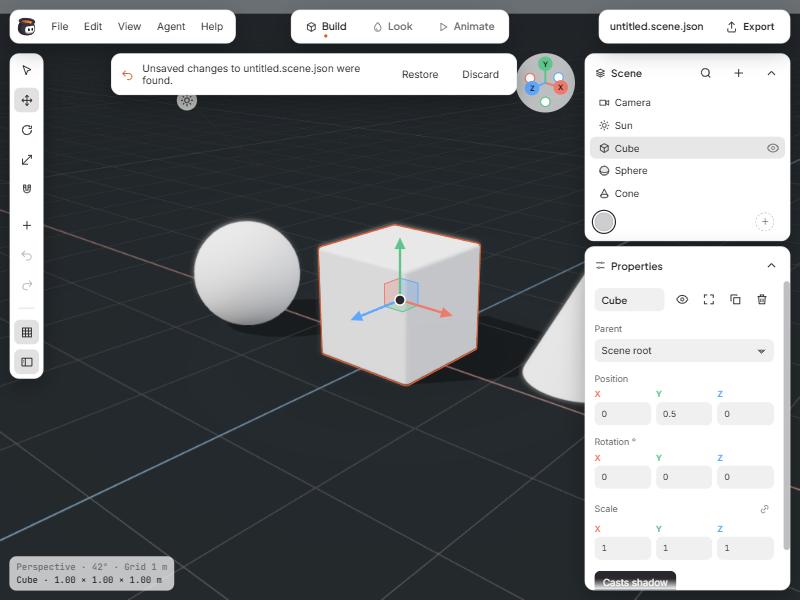 File Edit View Agent Help
Build Look Animate
untitled.scene.json Export
Unsaved changes to untitled.scene.json were
found.
Restore Discard
Y
Z X
Scene
Camera
Sun
Cube
Sphere
Cone
Properties
Cube
Parent
Scene root
Position
X Y Z
0 0.5 0
Rotation °
X Y Z
0 0 0
Scale
X Y Z
1 1 1
Casts shadow
Perspective · 42° · Grid 1 m
Cube · 1.00 × 1.00 × 1.00 m